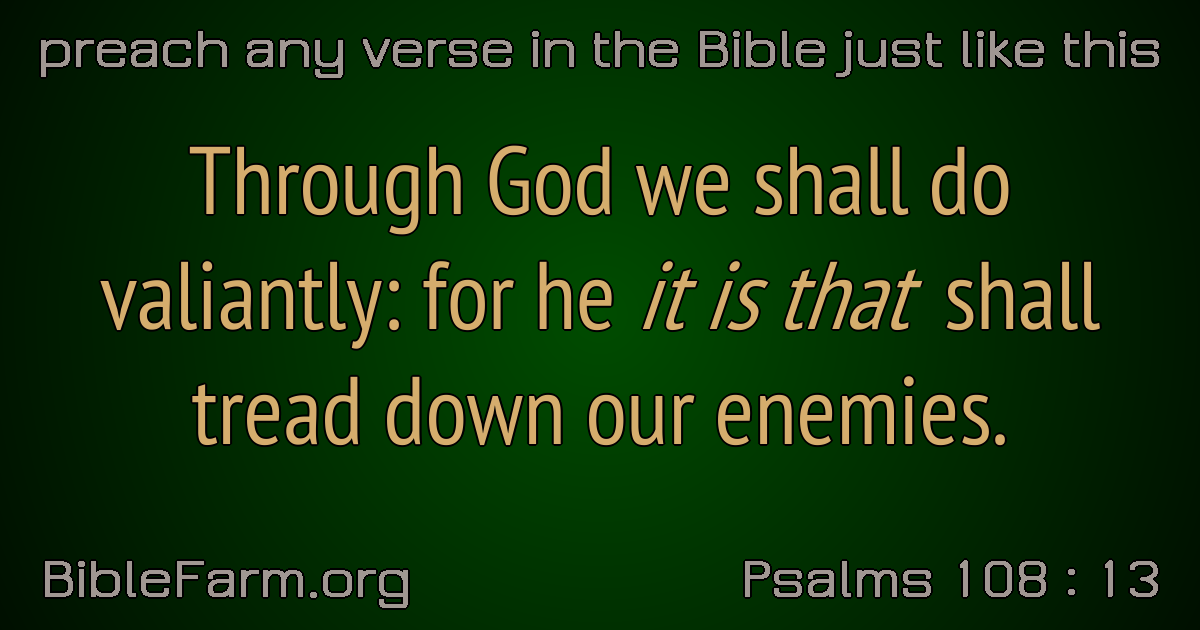 preach any verse in the Bible just like this
Through God we shall do
valiantly: for he it is that shall
tread down our enemies.
BibleFarm.org
Psalms 108 : 13